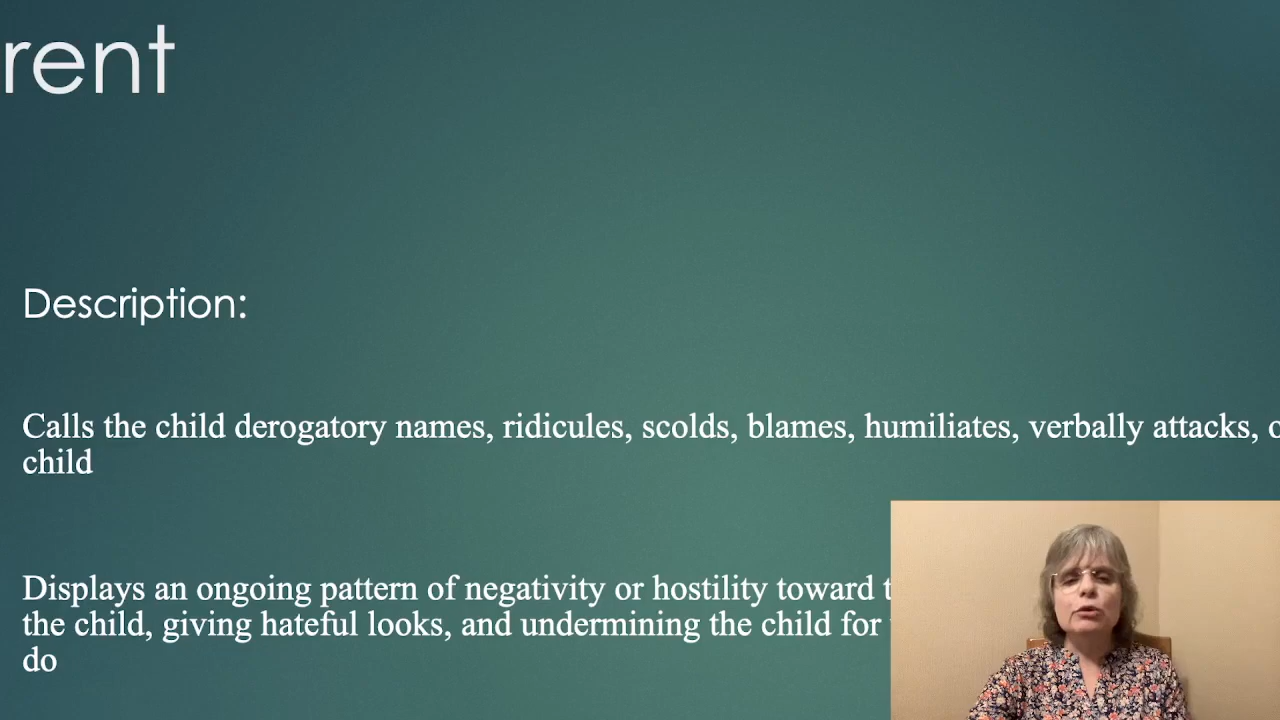 rent
Description:
Calls the child derogatory names, ridicules, scolds, blames, humiliates, verbally attacks,
child
Displays an ongoing pattern of negativity or hostility toward
the child, giving hateful looks, and undermining the child for
do